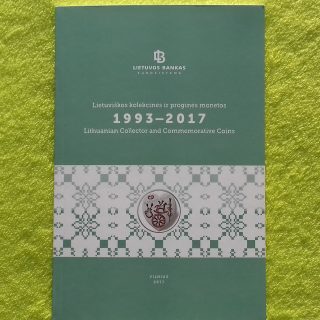 LIETUVOS BANKAS
EUROSISTEMA
Lietuviškos kolekcinės ir proginės monetos
1993–2017
Lithuanian Collector and Commemorative Coins
VILNIUS
2017